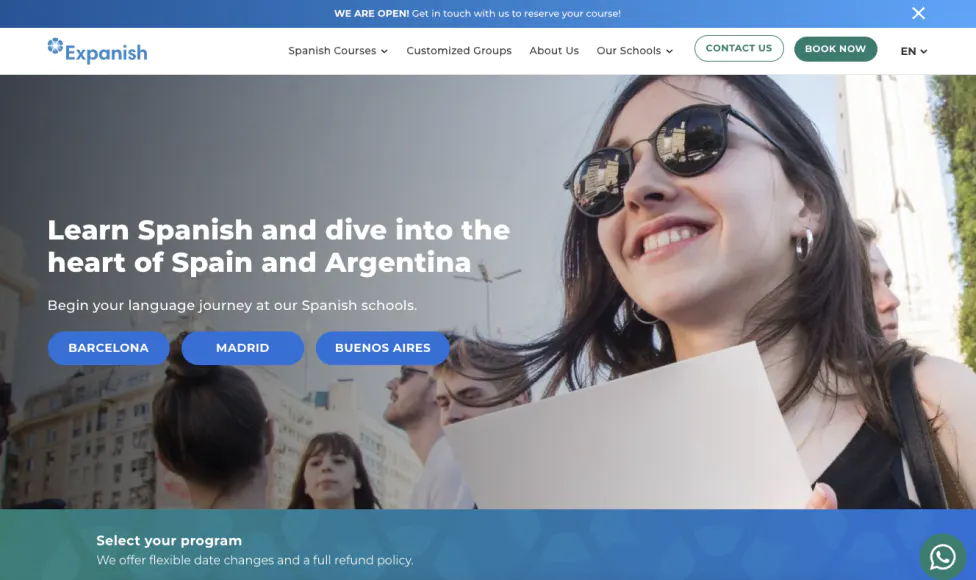 WE ARE OPEN! Get in touch with us to reserve your course!
Expanish
Spanish Courses
Customized Groups
About Us
Our Schools
CONTACT US
BOOK NOW
EN
Learn Spanish and dive into the
heart of Spain and Argentina
Begin your language journey at our Spanish schools.
BARCELONA
MADRID
BUENOS AIRES
Select your program
We offer flexible date changes and a full refund policy.